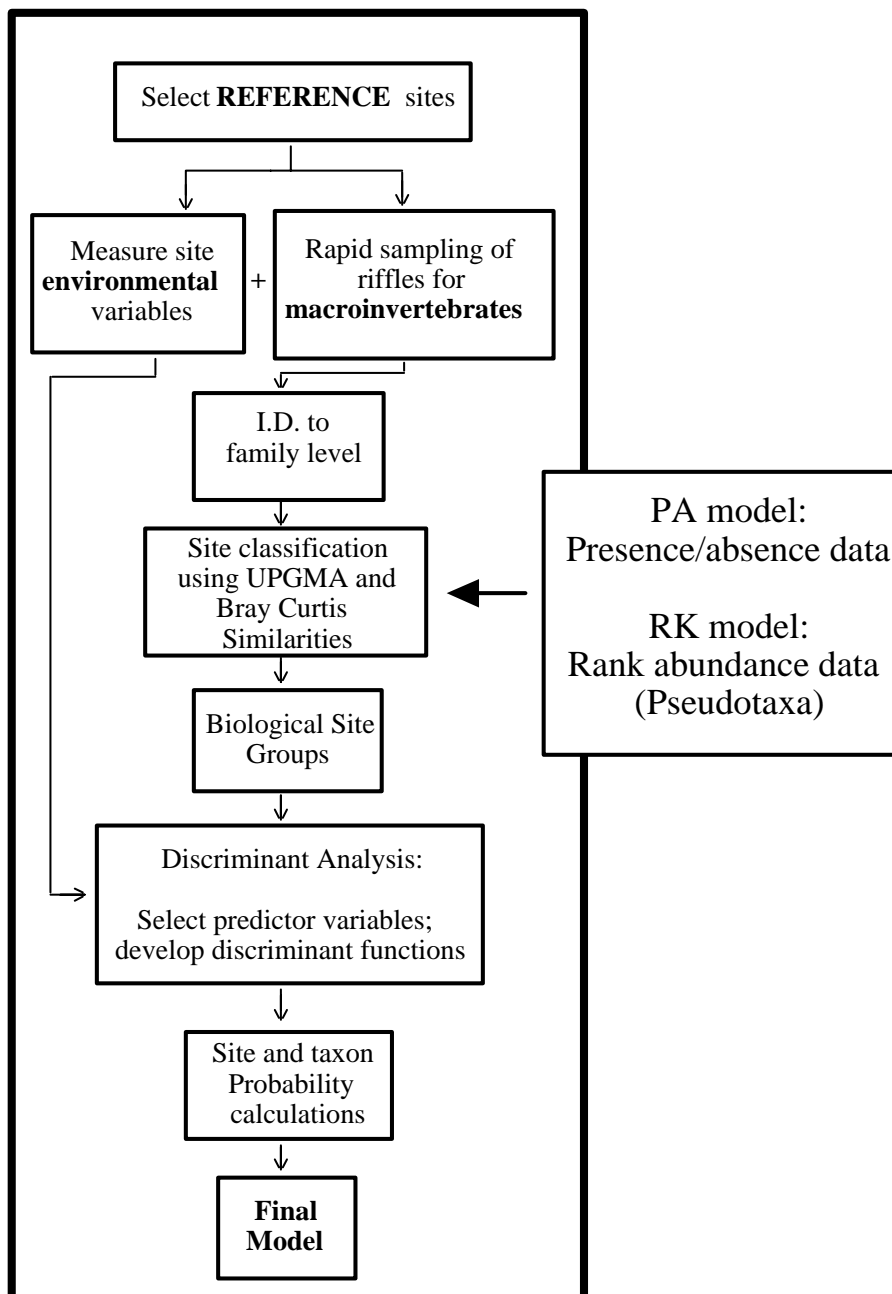 Select REFERENCE sites
Measure site
environmental
variables
+
Rapid sampling of
riffles for
macroinvertebrates
I.D. to
family level
Site classification
using UPGMA and
Bray Curtis
Similarities
PA model:
Presence/absence data
RK model:
Rank abundance data
(Pseudotaxa)
Biological Site
Groups
Discriminant Analysis:
Select predictor variables;
develop discriminant functions
Site and taxon
Probability
calculations
Final
Model